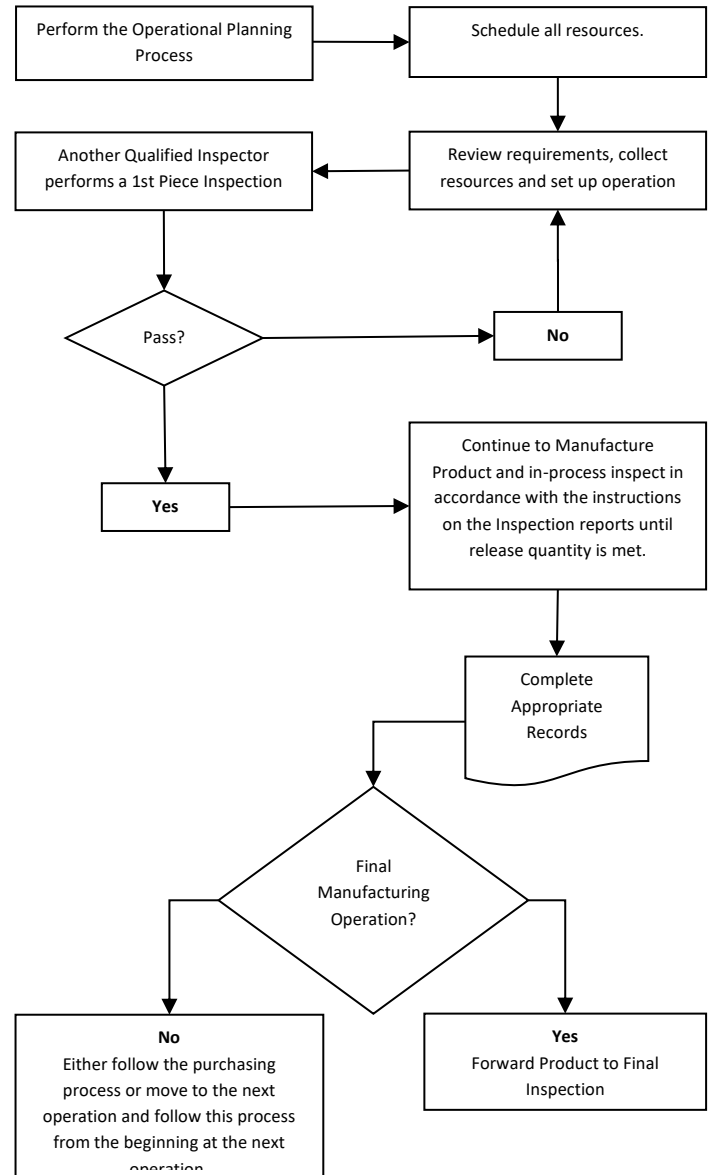 Perform the Operational Planning
Process
Schedule all resources.
Another Qualified Inspector
performs a 1st Piece Inspection
Review requirements, collect
resources and set up operation
Pass?
No
Yes
Continue to Manufacture
Product and in-process inspect in
accordance with the instructions
on the Inspection reports until
release quantity is met.
Complete
Appropriate
Records
Final
Manufacturing
Operation?
No
Either follow the purchasing
process or move to the next
operation and follow this process
from the beginning at the next
operation
Yes
Forward Product to Final
Inspection